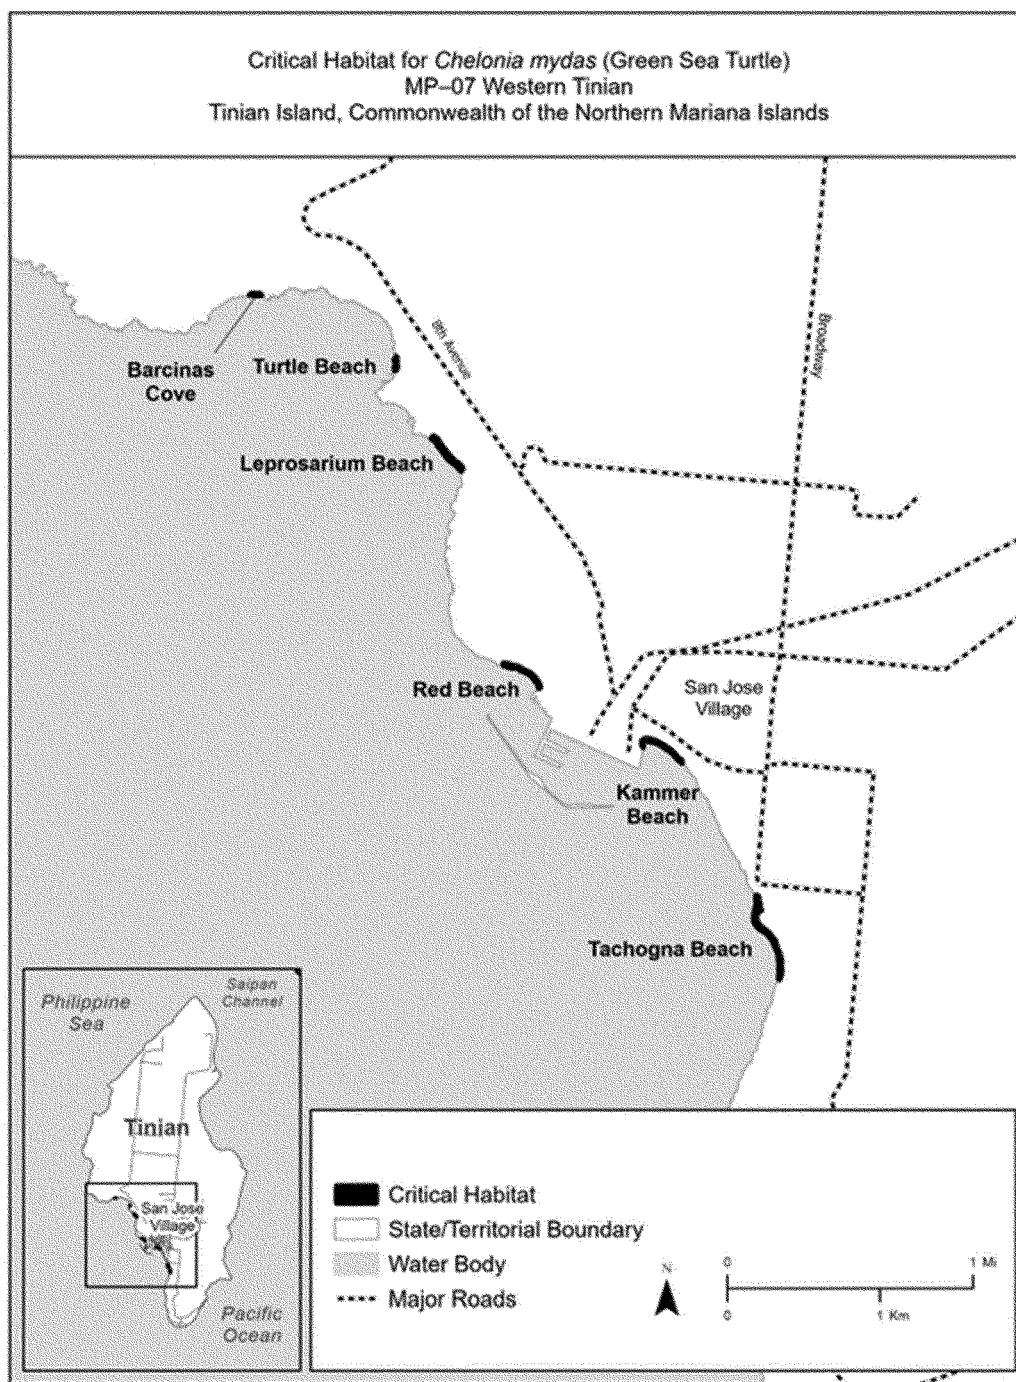 Critical Habitat for Chelonia mydas (Green Sea Turtle)
MP–07 Western Tinian
Tinian Island, Commonwealth of the Northern Mariana Islands
8th Avenue
Broadway
Barcinas
Cove
Turtle Beach
Leprosarium Beach
Red Beach
San Jose
Village
Kammer
Beach
Tachogna Beach
Philippine
Sea
Saipan
Channel
Tinian
San Jose
Village
Pacific
Ocean
Critical Habitat
State/Territorial Boundary
Water Body
Major Roads
N
0
1 Mi
0
1 Km